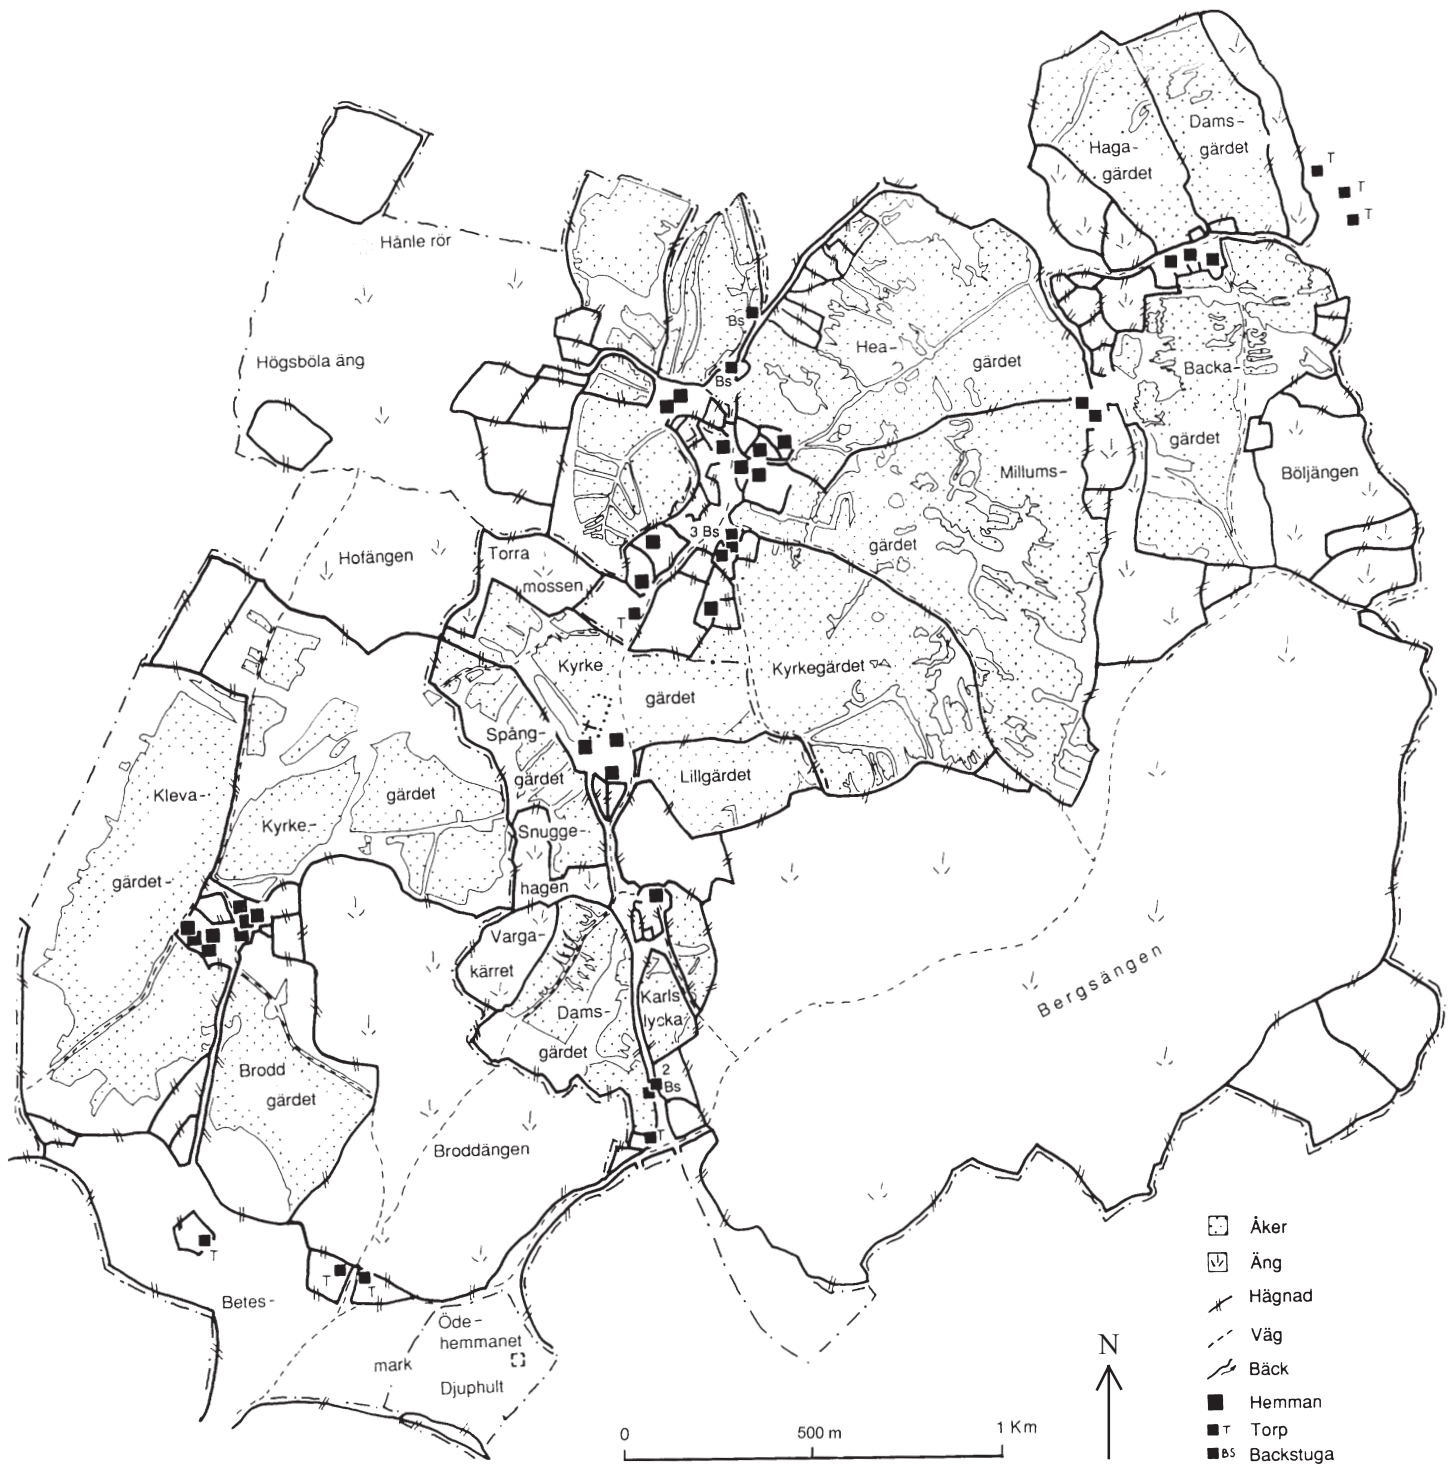 Dams-
gärdet
Haga-
gärdet
T
T
T
Hånle rör
Högsböla äng
Bs
Bs
Hea-
gärdet
Backa-
gärdet
Böljängen
Millums-
gärdet
3 Bs
Hofängen
Torra
mossen
T
Kyrke
gärdet
Kyrkegärdet
Spång-
gärdet
Lillgärdet
Kleva-
gärdet-
Kyrke-
gärdet
Snugge-
hagen
Varga-
kärret
Dams-
gärdet
Karls
lycka
Bergsängen
2
Bs
T
Brodd
gärdet
Broddängen
T
T
T
Betes-
mark
Öde-
hemmanet
Djuphult
N
0
500 m
1 Km
Åker
Äng
Hägnad
Väg
Bäck
Hemman
T Torp
BS Backstuga